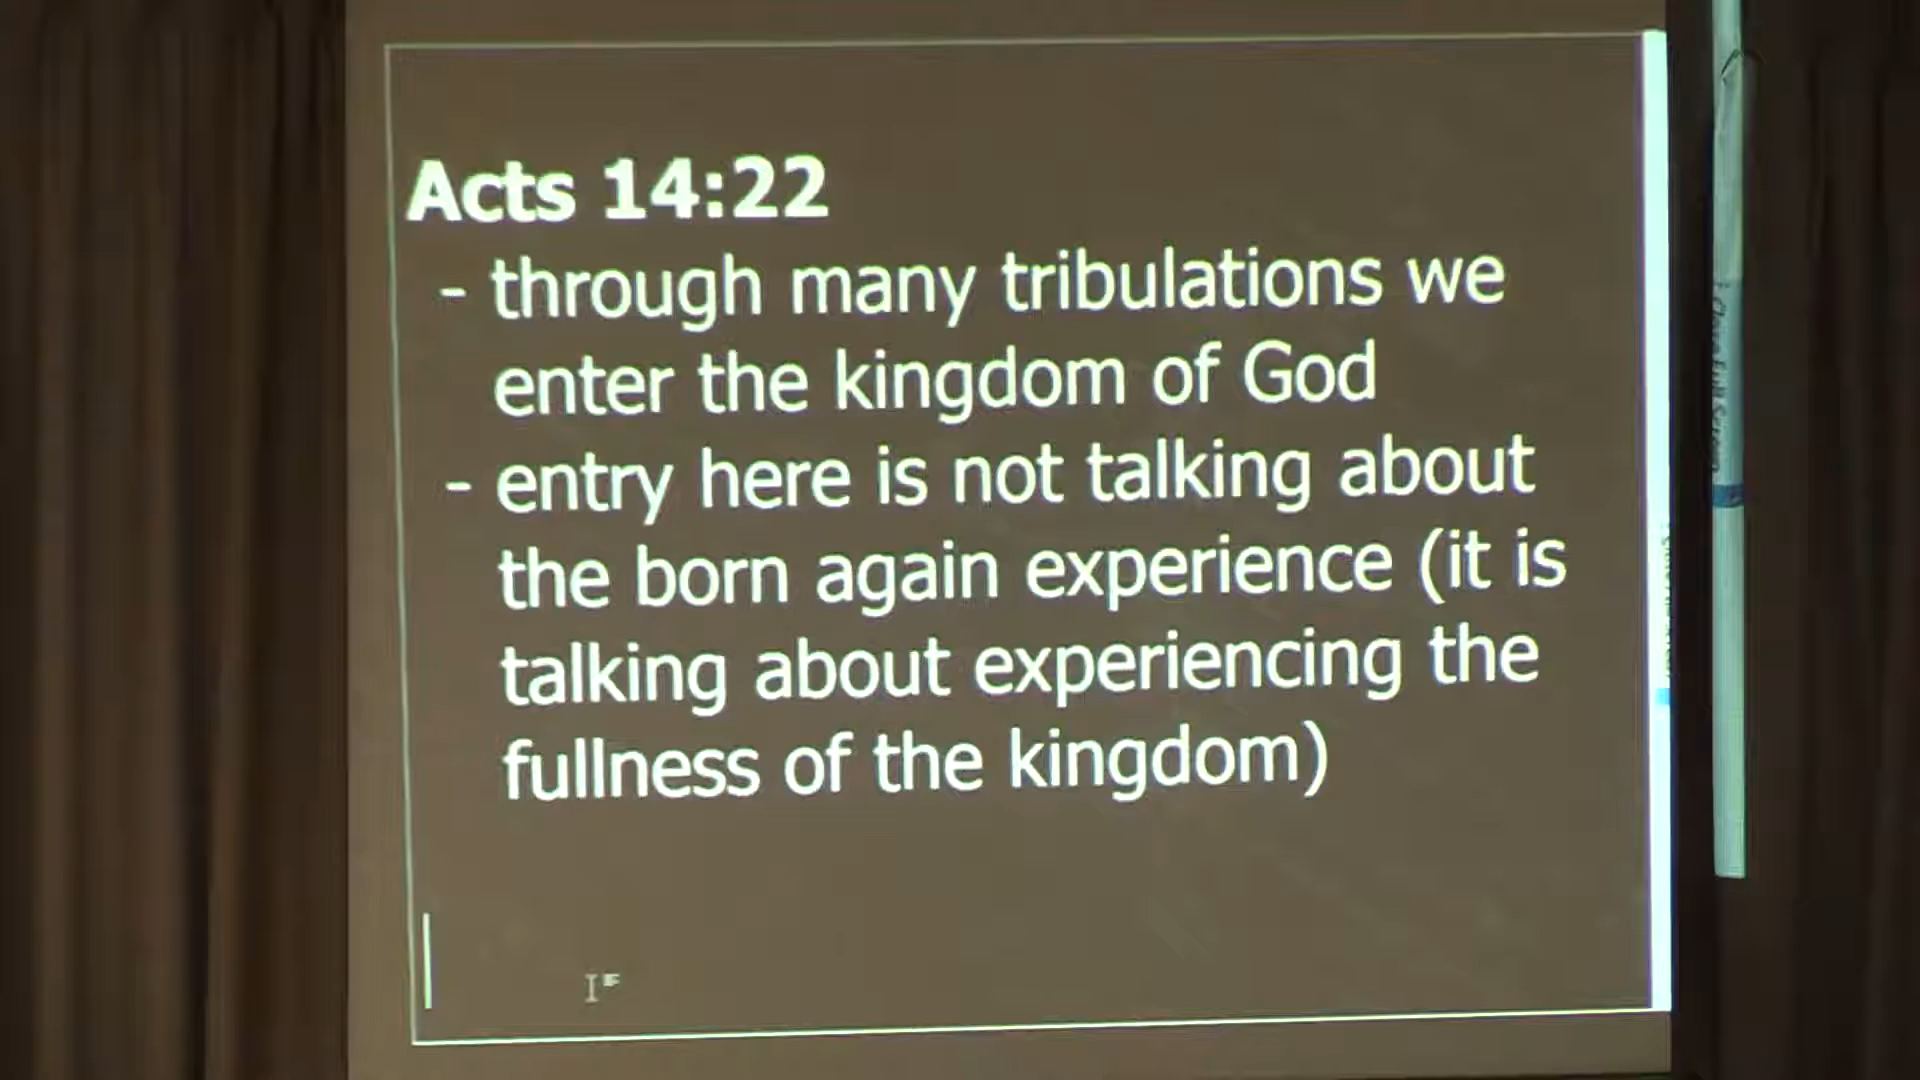 Acts 14:22
- through many tribulations we
enter the kingdom of God
- entry here is not talking about
the born again experience (it is
talking about experiencing the
fullness of the kingdom)